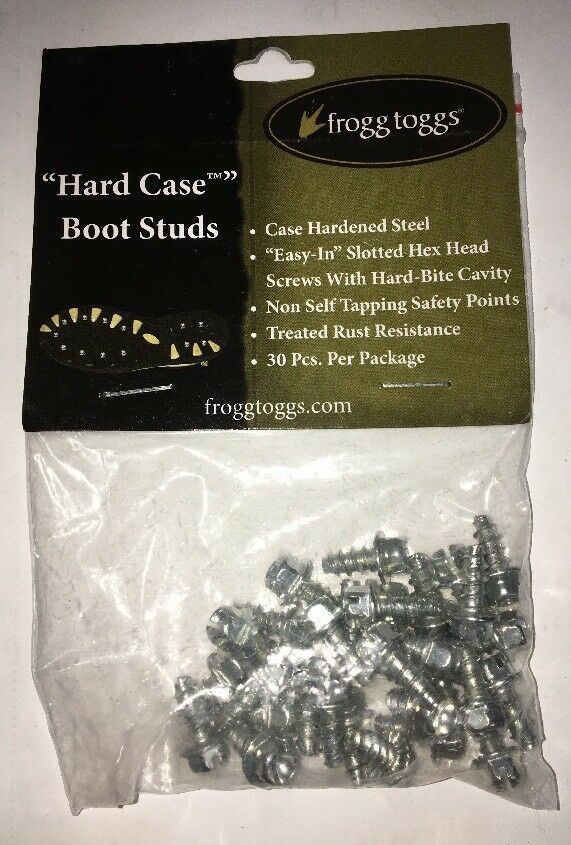 frogg toggs™
"Hard Case™"
Boot Studs
• Case Hardened Steel
• "Easy-In" Slotted Hex Head
Screws With Hard-Bite Cavity
• Non Self Tapping Safety Points
• Treated Rust Resistance
• 30 Pcs. Per Package
froggtoggs.com